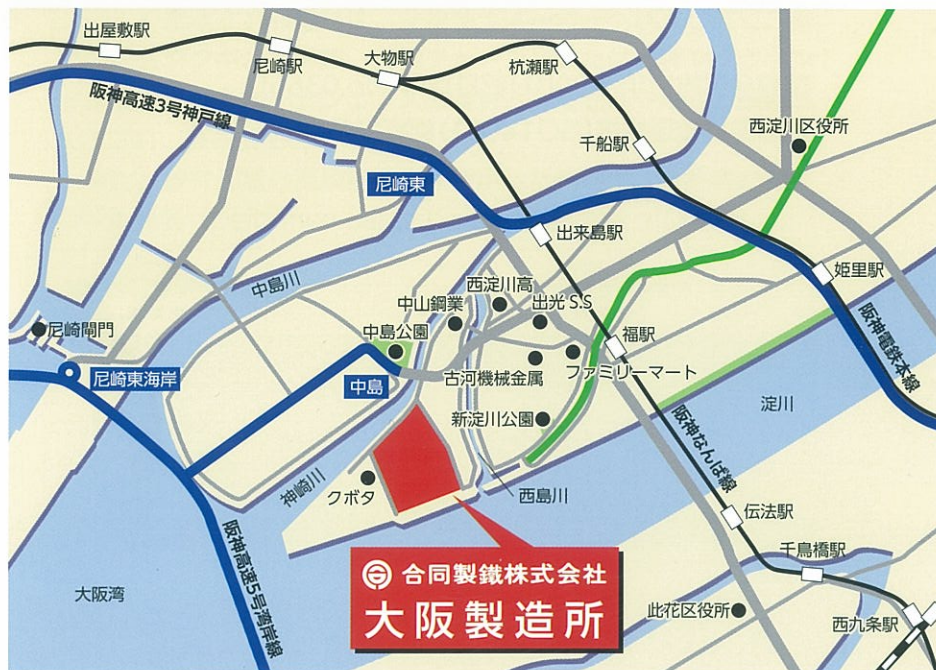 出屋敷駅
尼崎駅
大物駅
杭瀬駅
阪神高速3号神戸線
千船駅
西淀川区役所
尼崎東
出来島駅
姫里駅
中島川
西淀川高
中山鋼業
出光S.S
中島公園
尼崎閘門
福駅
尼崎東海岸
中島
古河機械金属
ファミリーマート
阪神電鉄本線
新淀川公園
淀川
阪神なんば線
神崎川
クボタ
西島川
伝法駅
千鳥橋駅
阪神高速5号湾岸線
大阪湾
合同製鐵株式会社
大阪製造所
此花区役所
西九条駅